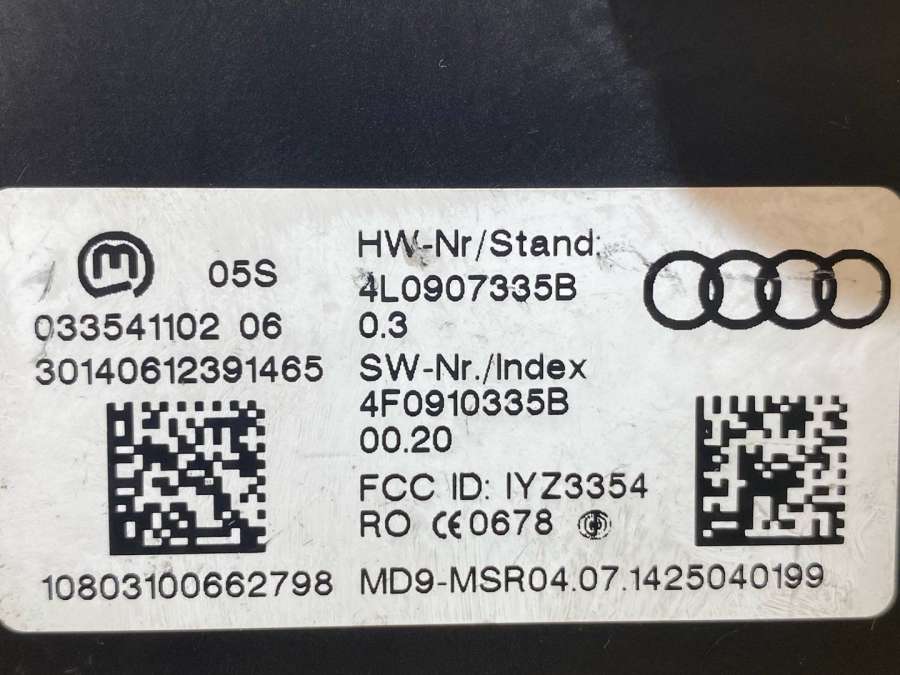 M
05S
033541102 06
30140612391465
10803100662798
HW-Nr/Stand:
4L0907335B
0.3
SW-Nr./Index
4F0910335B
00.20
FCC ID: IYZ3354
RO CE0678
MD9-MSR04.07.1425040199